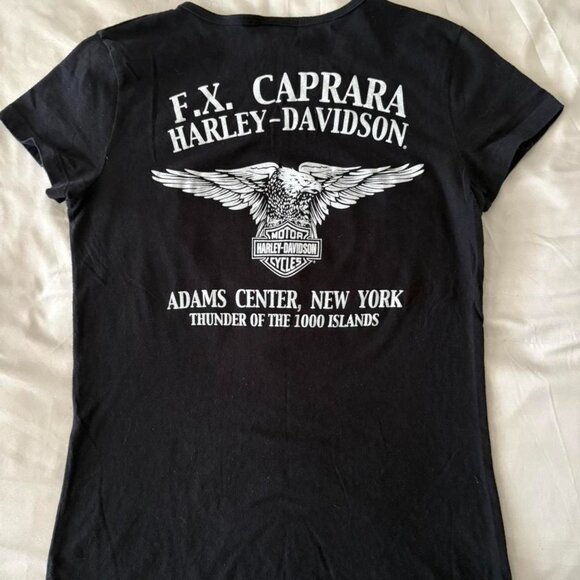 F.X. CAPRARA
HARLEY-DAVIDSON
MOTOR
HARLEY-DAVIDSON
CYCLES
ADAMS CENTER, NEW YORK
THUNDER OF THE 1000 ISLANDS